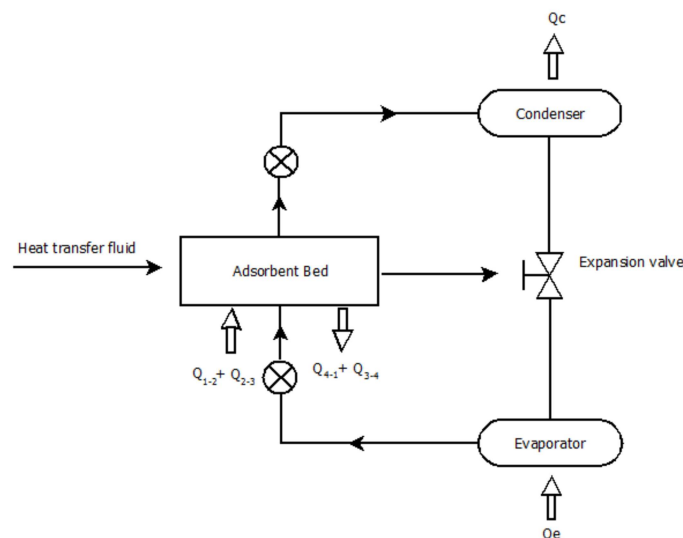 Qc
Condenser
Heat transfer fluid
Adsorbent Bed
Expansion valve
Q1-2+ Q2-3
Q4-1+ Q3-4
Evaporator
Qe